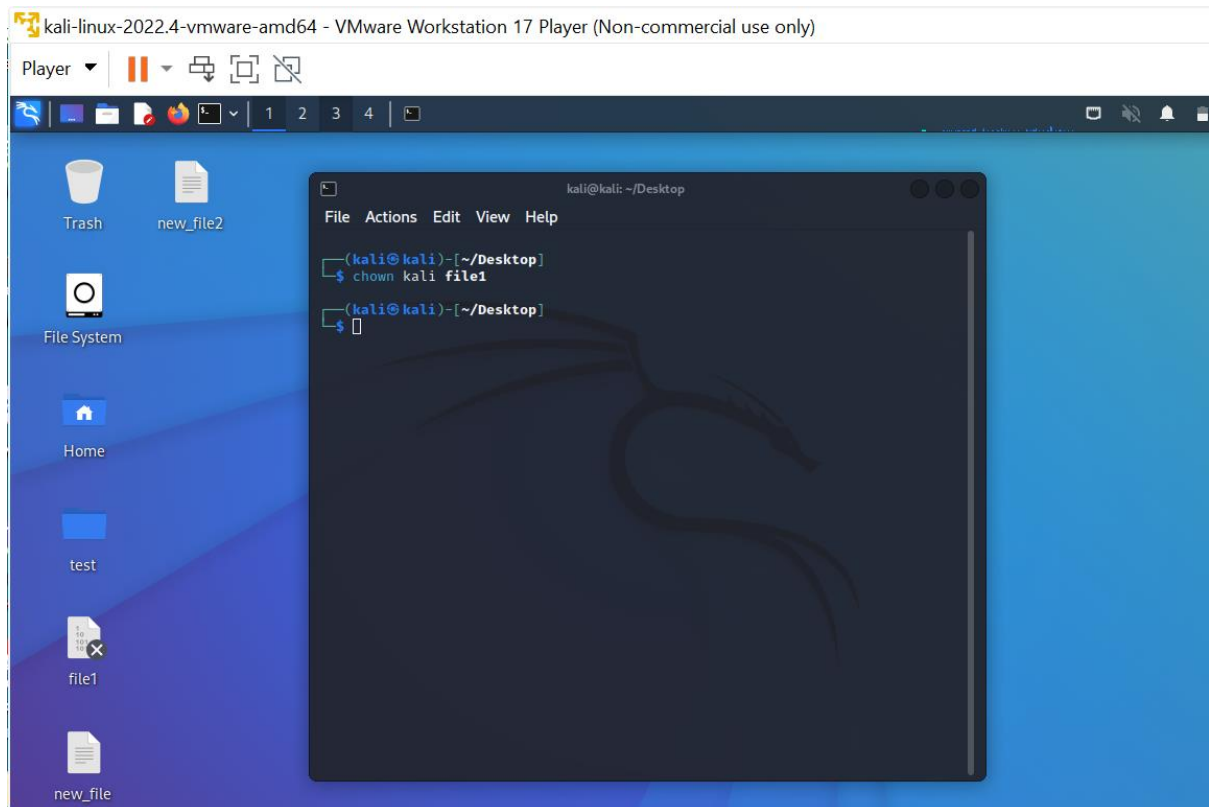 kali-linux-2022.4-vmware-amd64 - VMware Workstation 17 Player (Non-commercial use only)
Player
1 2 3 4
Trash
new_file2
File System
Home
test
file1
new_file
kali@kali: ~/Desktop
File Actions Edit View Help
┌──(kali㉿kali)-[~/Desktop]
└─$ chown kali file1
┌──(kali㉿kali)-[~/Desktop]
└─$